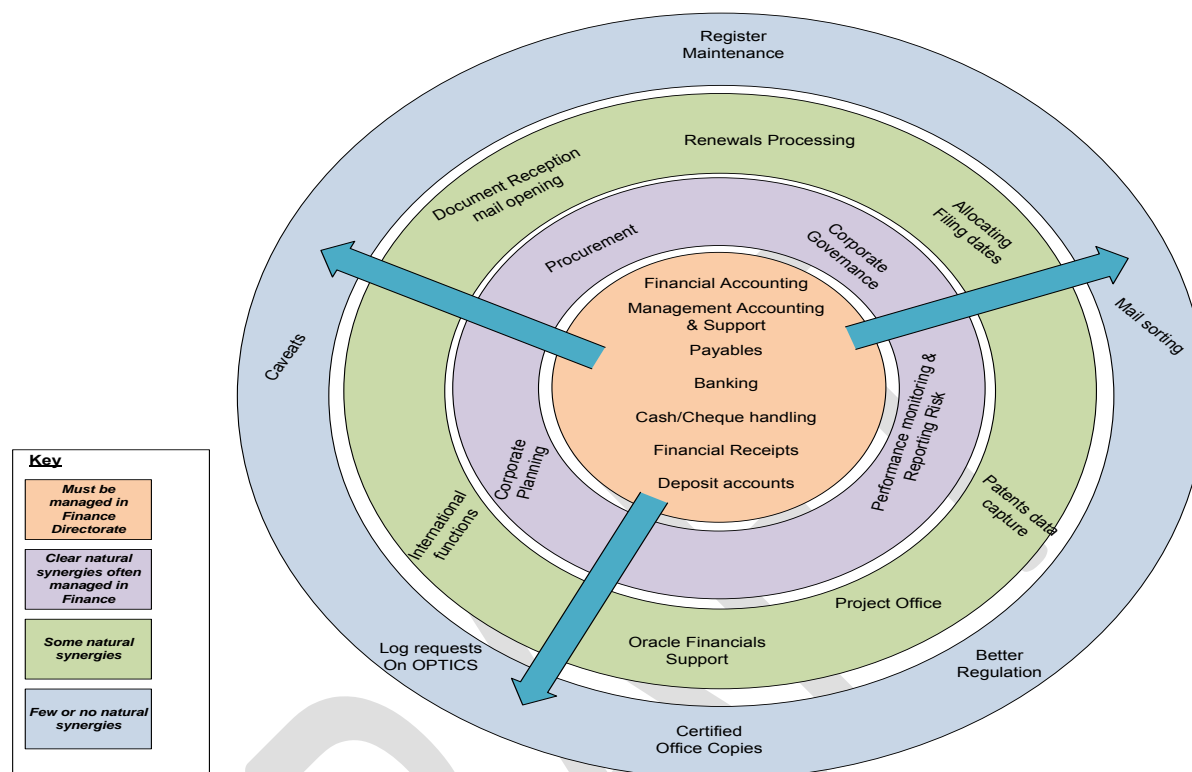 Register
Maintenance
Renewals Processing
Document Reception
mail opening
Allocating
Filing dates
Procurement
Corporate
Governance
Financial Accounting
Management Accounting
& Support
Payables
Banking
Cash/Cheque handling
Financial Receipts
Deposit accounts
Mail sorting
Caveats
Performance monitoring &
Reporting Risk
Corporate
Planning
International
functions
Patents data
capture
Project Office
Oracle Financials
Support
Log requests
On OPTICS
Better
Regulation
Certified
Office Copies
Key
Must be
managed in
Finance
Directorate
Clear natural
synergies often
managed in
Finance
Some natural
synergies
Few or no natural
synergies